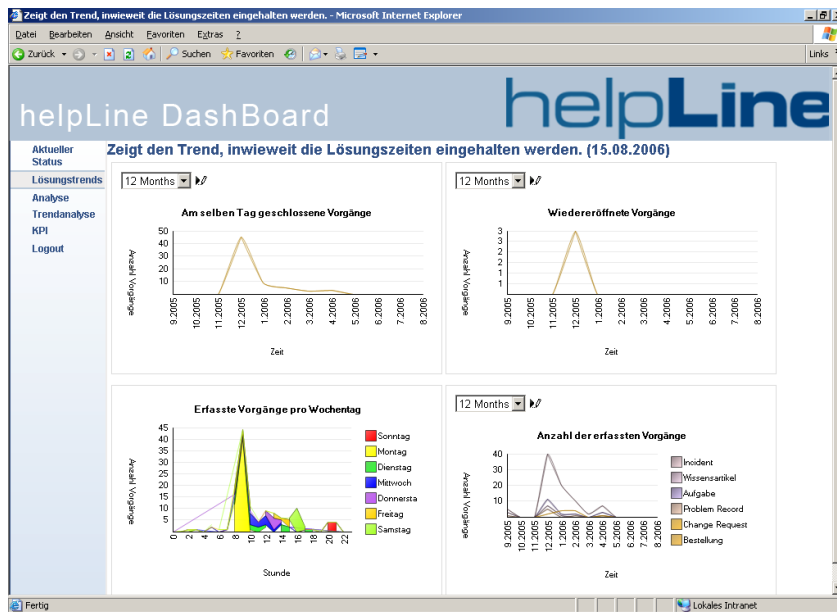 Zeigt den Trend, inwieweit die Lösungszeiten eingehalten werden. - Microsoft Internet Explorer
Datei Bearbeiten Ansicht Favoriten Extras ?
Zurück Suchen Favoriten Links
helpLine DashBoard
helpLine
Aktueller Status
Lösungstrends
Analyse
Trendanalyse
KPI
Logout
Zeigt den Trend, inwieweit die Lösungszeiten eingehalten werden. (15.08.2006)
12 Months
Am selben Tag geschlossene Vorgänge
Anzahl Vorgänge
50
40
30
20
10
9.2005 10.2005 11.2005 12.2005 1.2006 2.2006 3.2006 4.2006 5.2006 6.2006 7.2006 8.2006
Zeit
12 Months
Wiedereröffnete Vorgänge
Anzahl Vorgänge
3
3
2
2
1
1
9.2005 10.2005 11.2005 12.2005 1.2006 2.2006 3.2006 4.2006 5.2006 6.2006 7.2006 8.2006
Zeit
Erfasste Vorgänge pro Wochentag
Anzahl Vorgänge
45
40
35
30
25
20
15
10
5
0 2 4 6 8 10 12 14 16 18 20 22
Stunde
Sonntag
Montag
Dienstag
Mittwoch
Donnersta
Freitag
Samstag
12 Months
Anzahl der erfassten Vorgänge
Anzahl Vorgänge
40
30
20
10
9.2005 10.2005 11.2005 12.2005 1.2006 2.2006 3.2006 4.2006 5.2006 6.2006 7.2006 8.2006
Zeit
Incident
Wissensartikel
Aufgabe
Problem Record
Change Request
Bestellung
Fertig
Lokales Intranet